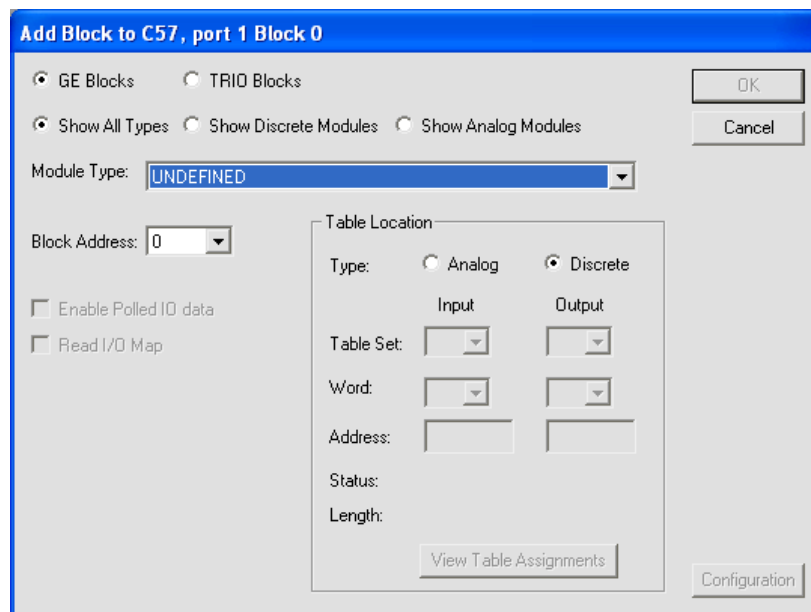 Add Block to C57, port 1 Block 0
GE Blocks TRIO Blocks
OK
Show All Types Show Discrete Modules Show Analog Modules
Cancel
Module Type: UNDEFINED
Table Location
Block Address: 0
Type: Analog Discrete
Enable Polled IO data
Input Output
Read I/O Map
Table Set:
Word:
Address:
Status:
Length:
View Table Assignments
Configuration